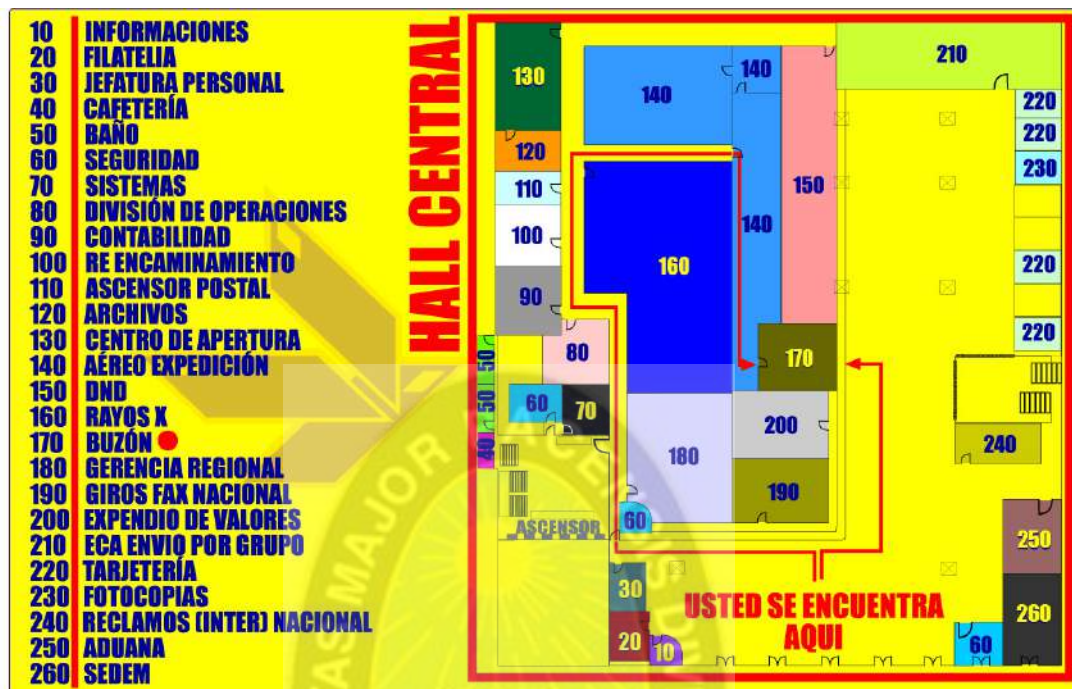 10 INFORMACIONES
20 FILATELIA
30 JEFATURA PERSONAL
40 CAFETERÍA
50 BAÑO
60 SEGURIDAD
70 SISTEMAS
80 DIVISIÓN DE OPERACIONES
90 CONTABILIDAD
100 RE ENCAMINAMIENTO
110 ASCENSOR POSTAL
120 ARCHIVOS
130 CENTRO DE APERTURA
140 AÉREO EXPEDICIÓN
150 DND
160 RAYOS X
170 BUZÓN
180 GERENCIA REGIONAL
190 GIROS FAX NACIONAL
200 EXPENDIO DE VALORES
210 ECA ENVIO POR GRUPO
220 TARJETERÍA
230 FOTOCOPIAS
240 RECLAMOS (INTER) NACIONAL
250 ADUANA
260 SEDEM
HALL CENTRAL
130
120
110
100
90
80
50
50
40
60
70
140
140
140
150
160
170
180
200
190
60
210
220
220
230
220
220
240
250
260
60
ASCENSOR
30
20
10
USTED SE ENCUENTRA
AQUI